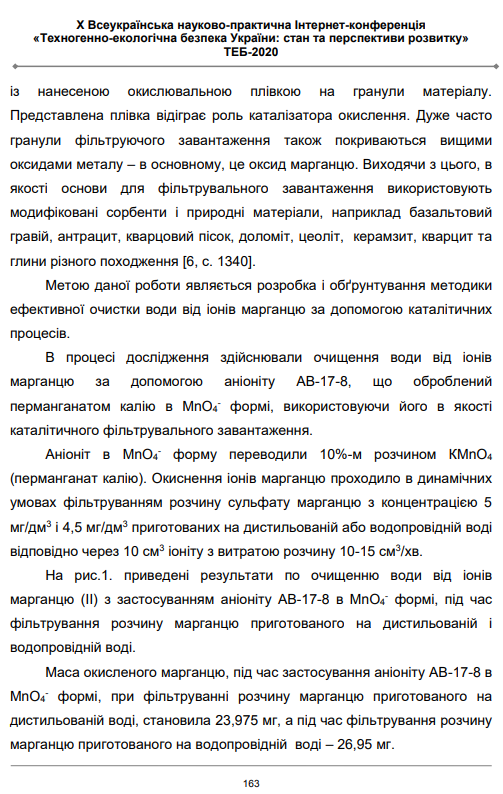 X Всеукраїнська науково-практична Інтернет-конференція
«Техногенно-екологічна безпека України: стан та перспективи розвитку»
ТЕБ-2020
із нанесеною окислювальною плівкою на гранули матеріалу.
Представлена плівка відіграє роль каталізатора окислення. Дуже часто
гранули фільтруючого завантаження також покриваються вищими
оксидами металу – в основному, це оксид марганцю. Виходячи з цього, в
якості основи для фільтрувального завантаження використовують
модифіковані сорбенти і природні матеріали, наприклад базальтовий
гравій, антрацит, кварцовий пісок, доломіт, цеоліт, керамзит, кварцит та
глини різного походження [6, с. 1340].
Метою даної роботи являється розробка і обґрунтування методики
ефективної очистки води від іонів марганцю за допомогою каталітичних
процесів.
В процесі дослідження здійснювали очищення води від іонів
марганцю за допомогою аніоніту АВ-17-8, що оброблений
перманганатом калію в MnO₄⁻ формі, використовуючи його в якості
каталітичного фільтрувального завантаження.
Аніоніт в MnO₄⁻ форму переводили 10%-м розчином KMnO₄
(перманганат калію). Окиснення іонів марганцю проходило в динамічних
умовах фільтруванням розчину сульфату марганцю з концентрацією 5
мг/дм³ і 4,5 мг/дм³ приготованих на дистильованій або водопровідній воді
відповідно через 10 см³ іоніту з витратою розчину 10-15 см³/хв.
На рис.1. приведені результати по очищенню води від іонів
марганцю (II) з застосуванням аніоніту АВ-17-8 в MnO₄⁻ формі, під час
фільтрування розчину марганцю приготованого на дистильованій і
водопровідній воді.
Маса окисленого марганцю, під час застосування аніоніту АВ-17-8 в
MnO₄⁻ формі, при фільтруванні розчину марганцю приготованого на
дистильованій воді, становила 23,975 мг, а під час фільтрування розчину
марганцю приготованого на водопровідній воді – 26,95 мг.
163